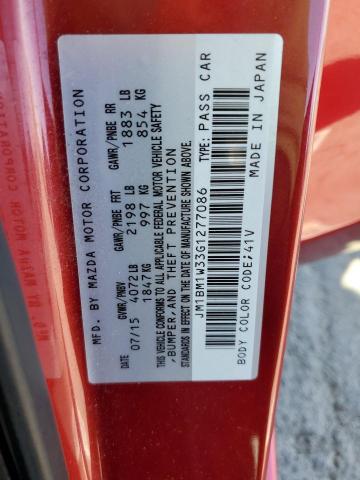 MFD. BY MAZDA MOTOR CORPORATION
GVWR/PNBV GAWR/PNBE FRT GAWR/PNBE RR
07/15 4072LB 2198 LB 1883 LB
1847KG 997 KG 854 KG
THIS VEHICLE CONFORMS TO ALL APPLICABLE FEDERAL MOTOR VEHICLE SAFETY
,BUMPER,AND THEFT PREVENTION
STANDARDS IN EFFECT ON THE DATE OF MANUFACTURE SHOWN ABOVE.
JM1BM1W33G1277086 TYPE: PASS CAR
BODY COLOR CODE;41V MADE IN JAPAN